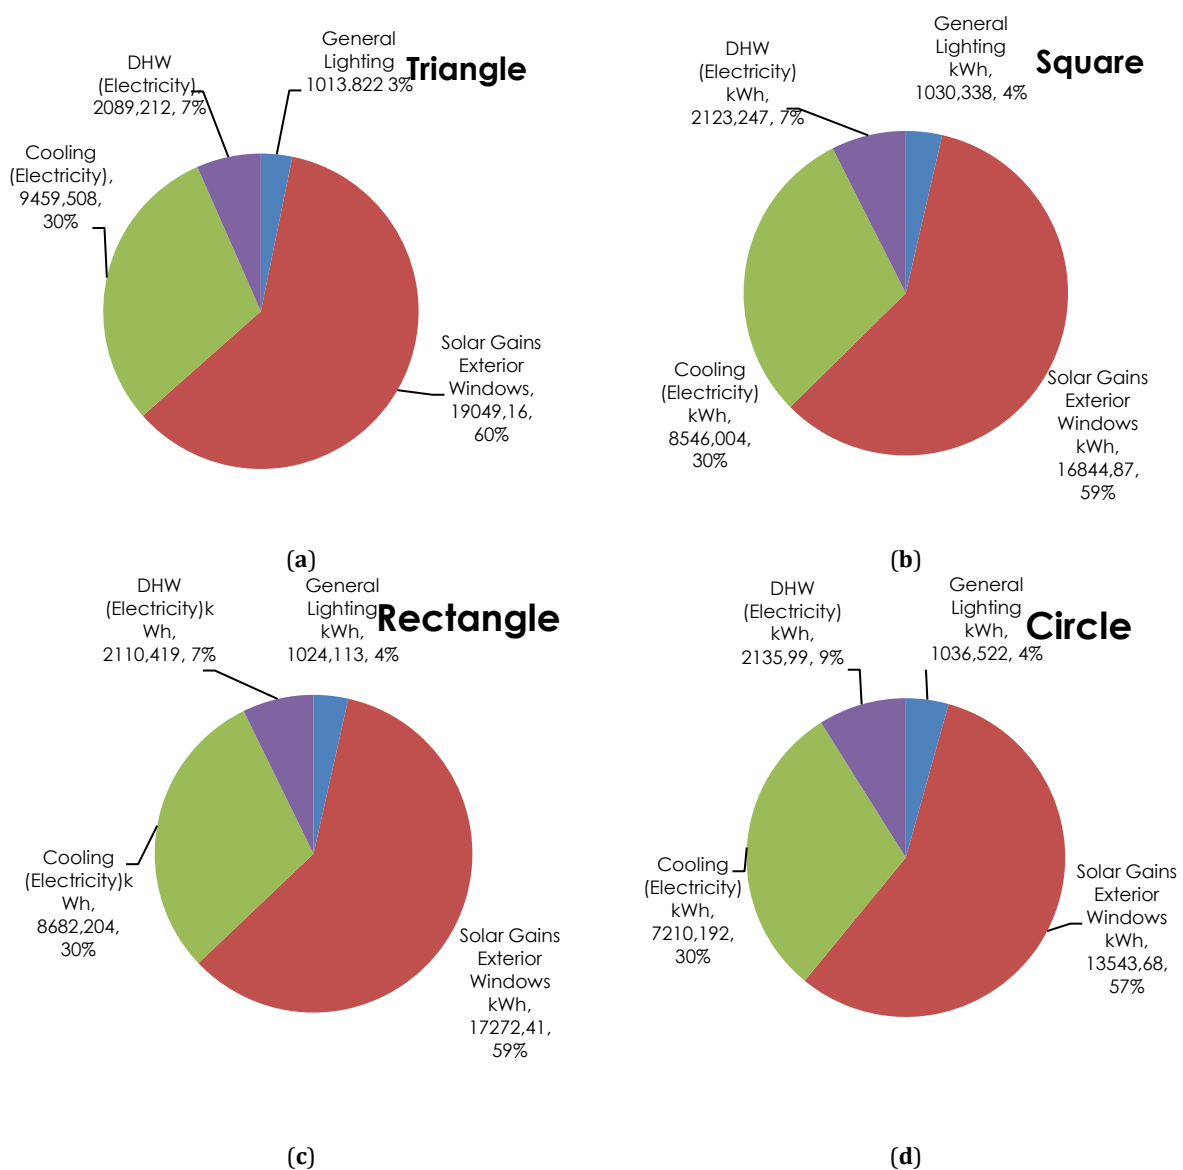 General
Lighting
1013.822 3%
Triangle
DHW
(Electricity),
2089,212, 7%
Cooling
(Electricity),
9459,508,
30%
Solar Gains
Exterior
Windows,
19049,16,
60%
(a)
General
Lighting
kWh,
1030,338, 4%
Square
DHW
(Electricity)
kWh,
2123,247, 7%
Cooling
(Electricity)
kWh,
8546,004,
30%
Solar Gains
Exterior
Windows
kWh,
16844,87,
59%
(b)
DHW
(Electricity)k
Wh,
2110,419, 7%
General
Lighting
kWh,
1024,113, 4%
Rectangle
Cooling
(Electricity)k
Wh,
8682,204,
30%
Solar Gains
Exterior
Windows
kWh,
17272,41,
59%
(c)
DHW
(Electricity)
kWh,
2135,99, 9%
General
Lighting
kWh,
1036,522, 4%
Circle
Cooling
(Electricity)
kWh,
7210,192,
30%
Solar Gains
Exterior
Windows
kWh,
13543,68,
57%
(d)